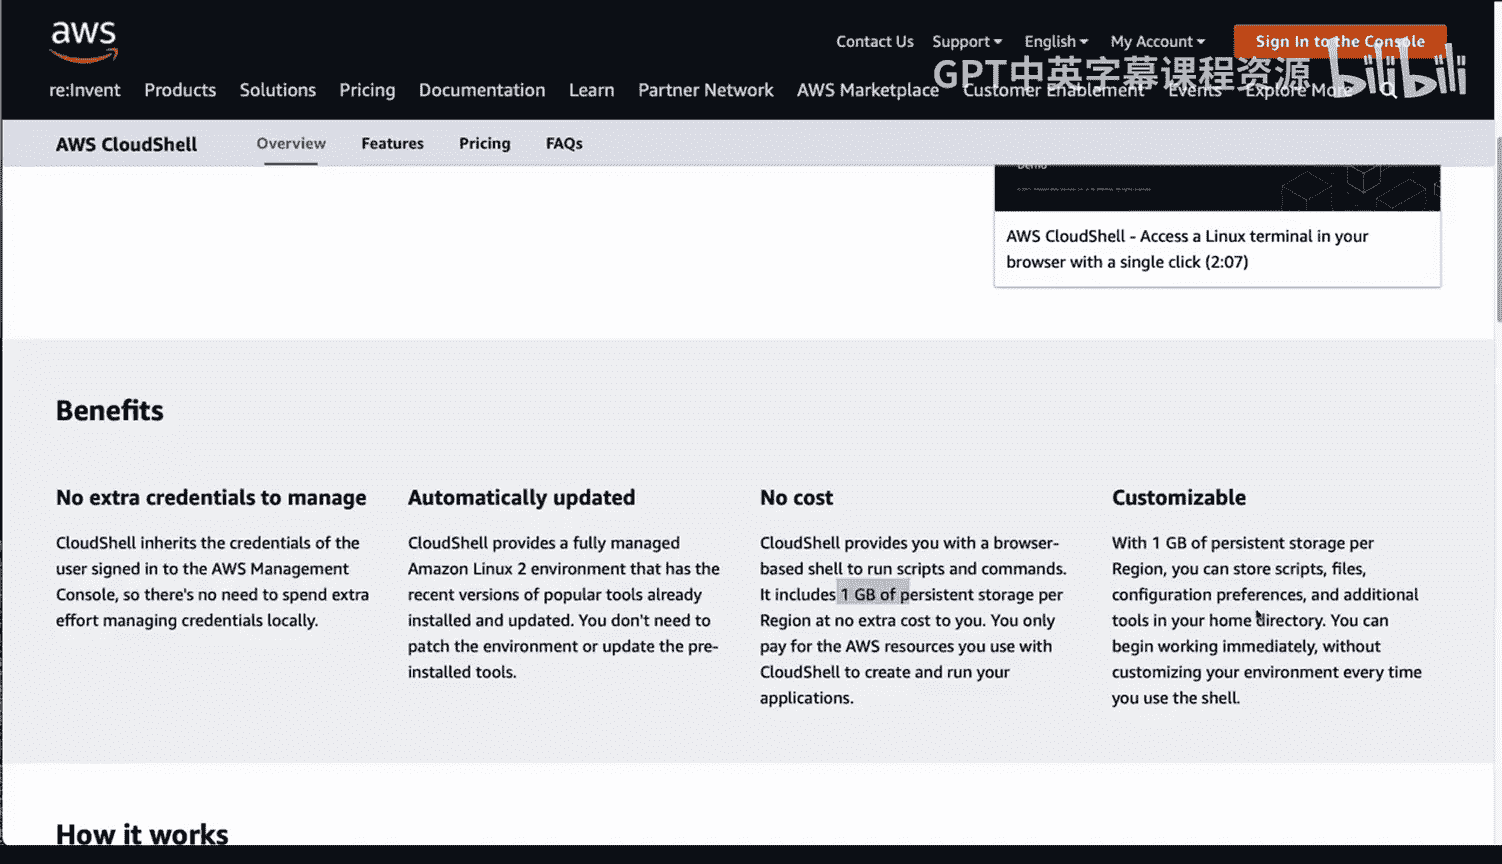 aws
Contact Us Support English My Account Sign In to the Console
GPT中英字幕课程资源 bilibili
re:Invent Products Solutions Pricing Documentation Learn Partner Network AWS Marketplace Customer Enablement Events Explore More
AWS CloudShell Overview Features Pricing FAQs
Demo
AWS CloudShell - Access a Linux terminal in your
browser with a single click (2:07)
Benefits
No extra credentials to manage
CloudShell inherits the credentials of the
user signed in to the AWS Management
Console, so there's no need to spend extra
effort managing credentials locally.
Automatically updated
CloudShell provides a fully managed
Amazon Linux 2 environment that has the
recent versions of popular tools already
installed and updated. You don't need to
patch the environment or update the pre-
installed tools.
No cost
CloudShell provides you with a browser-
based shell to run scripts and commands.
It includes 1 GB of persistent storage per
Region at no extra cost to you. You only
pay for the AWS resources you use with
CloudShell to create and run your
applications.
Customizable
With 1 GB of persistent storage per
Region, you can store scripts, files,
configuration preferences, and additional
tools in your home directory. You can
begin working immediately, without
customizing your environment every time
you use the shell.
How it works